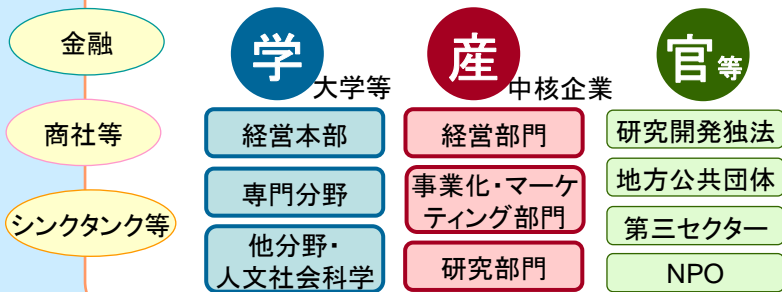 金融
商社等
シンクタンク等
学
大学等
経営本部
専門分野
他分野・
人文社会科学
産
中核企業
経営部門
事業化・マーケ
ティング部門
研究部門
官等
研究開発独法
地方公共団体
第三セクター
NPO